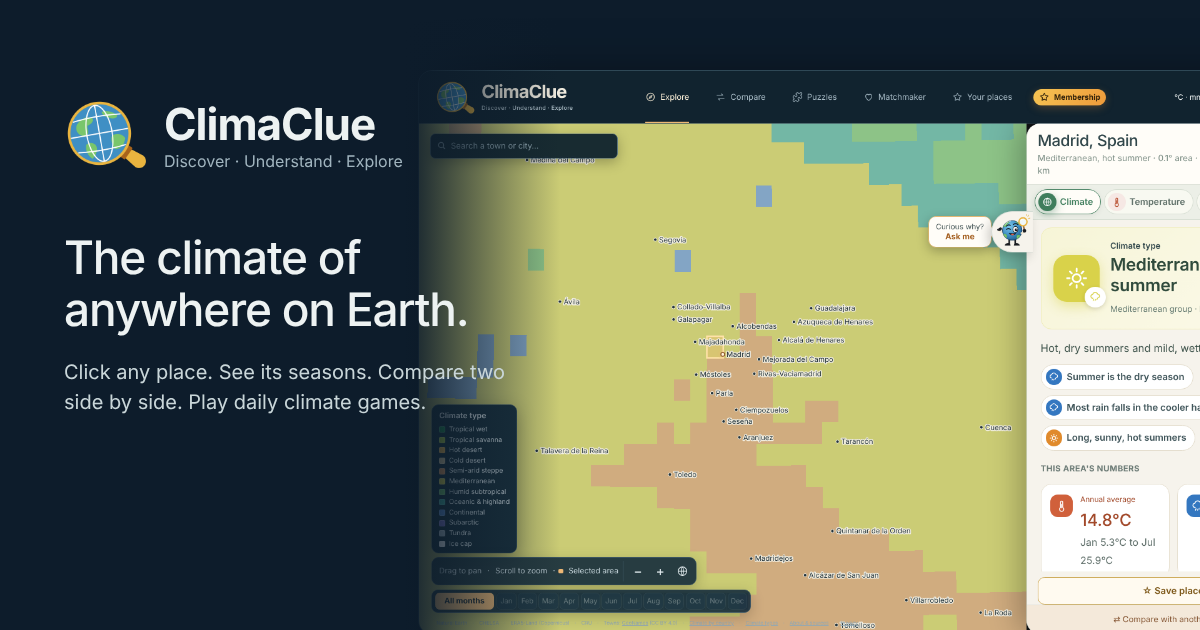 ClimaClue
Discover · Understand · Explore
The climate of
anywhere on Earth.
Click any place. See its seasons. Compare two
side by side. Play daily climate games.
ClimaClue
Discover · Understand · Explore
Explore
Compare
Puzzles
Matchmaker
Your places
Membership
Search a town or city...
Medina del Campo
Segovia
Ávila
Collado-Villalba
Guadalajara
Galapagar
Azuqueca de Henares
Alcobendas
Majadahonda
Alcalá de Henares
Madrid
Mejorada del Campo
Móstoles
Rivas-Vaciamadrid
Parla
Ciempozuelos
Seseña
Cuenca
Aranjuez
Tarancón
Talavera de la Reina
Toledo
Quintanar de la Orden
Madridejos
Alcázar de San Juan
Villarrobledo
La Roda
Tomelloso
Curious why?
Ask me
Climate type
Tropical wet
Tropical savanna
Hot desert
Cold desert
Semi-arid steppe
Mediterranean
Humid subtropical
Oceanic & highland
Continental
Subarctic
Tundra
Ice cap
Drag to pan · Scroll to zoom · Selected area
− +
All months Jan Feb Mar Apr May Jun Jul Aug Sep Oct Nov Dec
Madrid, Spain
Mediterranean, hot summer · 0.1° area ·
km
Climate
Temperature
Climate type
Mediterran
summer
Mediterranean group ·
Hot, dry summers and mild, wett
Summer is the dry season
Most rain falls in the cooler ha
Long, sunny, hot summers
THIS AREA'S NUMBERS
Annual average
14.8°C
Jan 5.3°C to Jul
25.9°C
☆ Save place
⇄ Compare with anoth